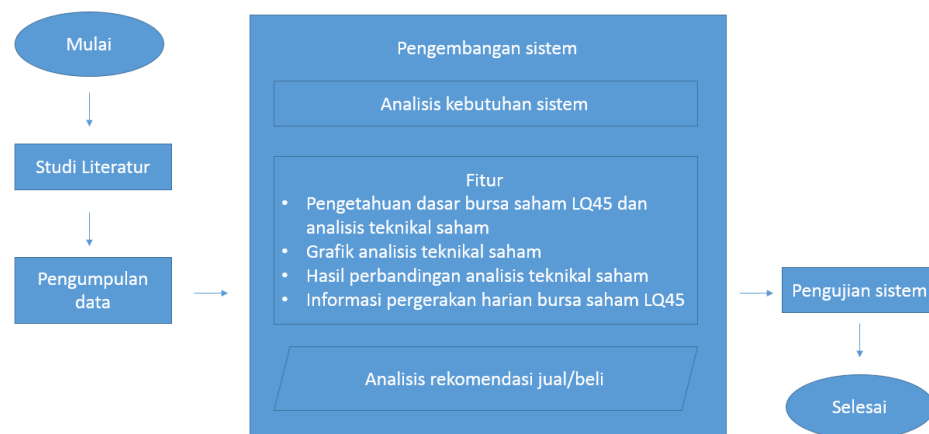 Mulai
Studi Literatur
Pengumpulan
data
Pengembangan sistem
Analisis kebutuhan sistem
Fitur
• Pengetahuan dasar bursa saham LQ45 dan
analisis teknikal saham
• Grafik analisis teknikal saham
• Hasil perbandingan analisis teknikal saham
• Informasi pergerakan harian bursa saham LQ45
Analisis rekomendasi jual/beli
Pengujian sistem
Selesai